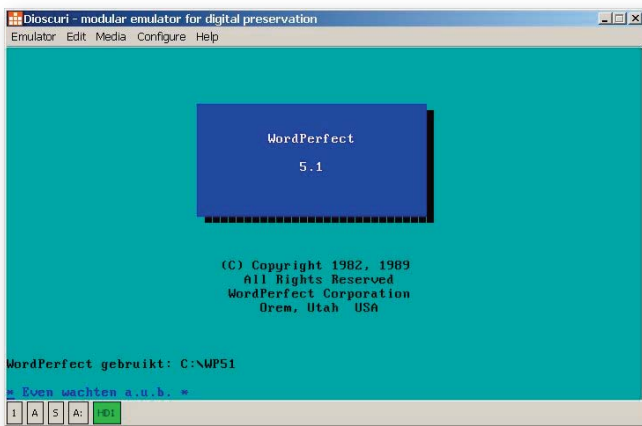 Dioscuri - modular emulator for digital preservation
Emulator Edit Media Configure Help
WordPerfect
5.1
(C) Copyright 1982, 1989
All Rights Reserved
WordPerfect Corporation
Orem, Utah USA
WordPerfect gebruikt: C:\WP51
* Even wachten a.u.b. *
1 A S A: HD1